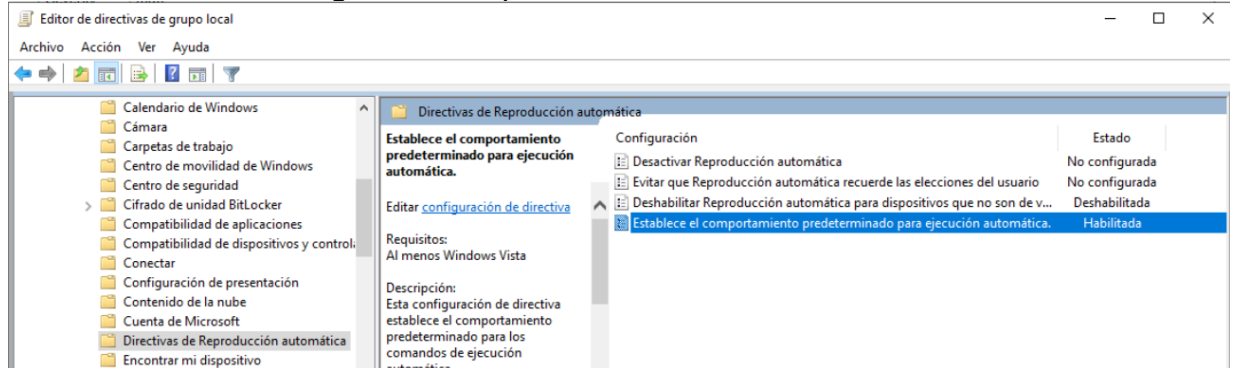 Editor de directivas de grupo local
Archivo Acción Ver Ayuda
Calendario de Windows
Cámara
Carpetas de trabajo
Centro de movilidad de Windows
Centro de seguridad
Cifrado de unidad BitLocker
Compatibilidad de aplicaciones
Compatibilidad de dispositivos y control
Conectar
Configuración de presentación
Contenido de la nube
Cuenta de Microsoft
Directivas de Reproducción automática
Encontrar mi dispositivo
Directivas de Reproducción automática
Establece el comportamiento
predeterminado para ejecución
automática.
Editar configuración de directiva
Requisitos:
Al menos Windows Vista
Descripción:
Esta configuración de directiva
establece el comportamiento
predeterminado para los
comandos de ejecución
Configuración Estado
Desactivar Reproducción automática No configurada
Evitar que Reproducción automática recuerde las elecciones del usuario No configurada
Deshabilitar Reproducción automática para dispositivos que no son de v... Deshabilitada
Establece el comportamiento predeterminado para ejecución automática. Habilitada